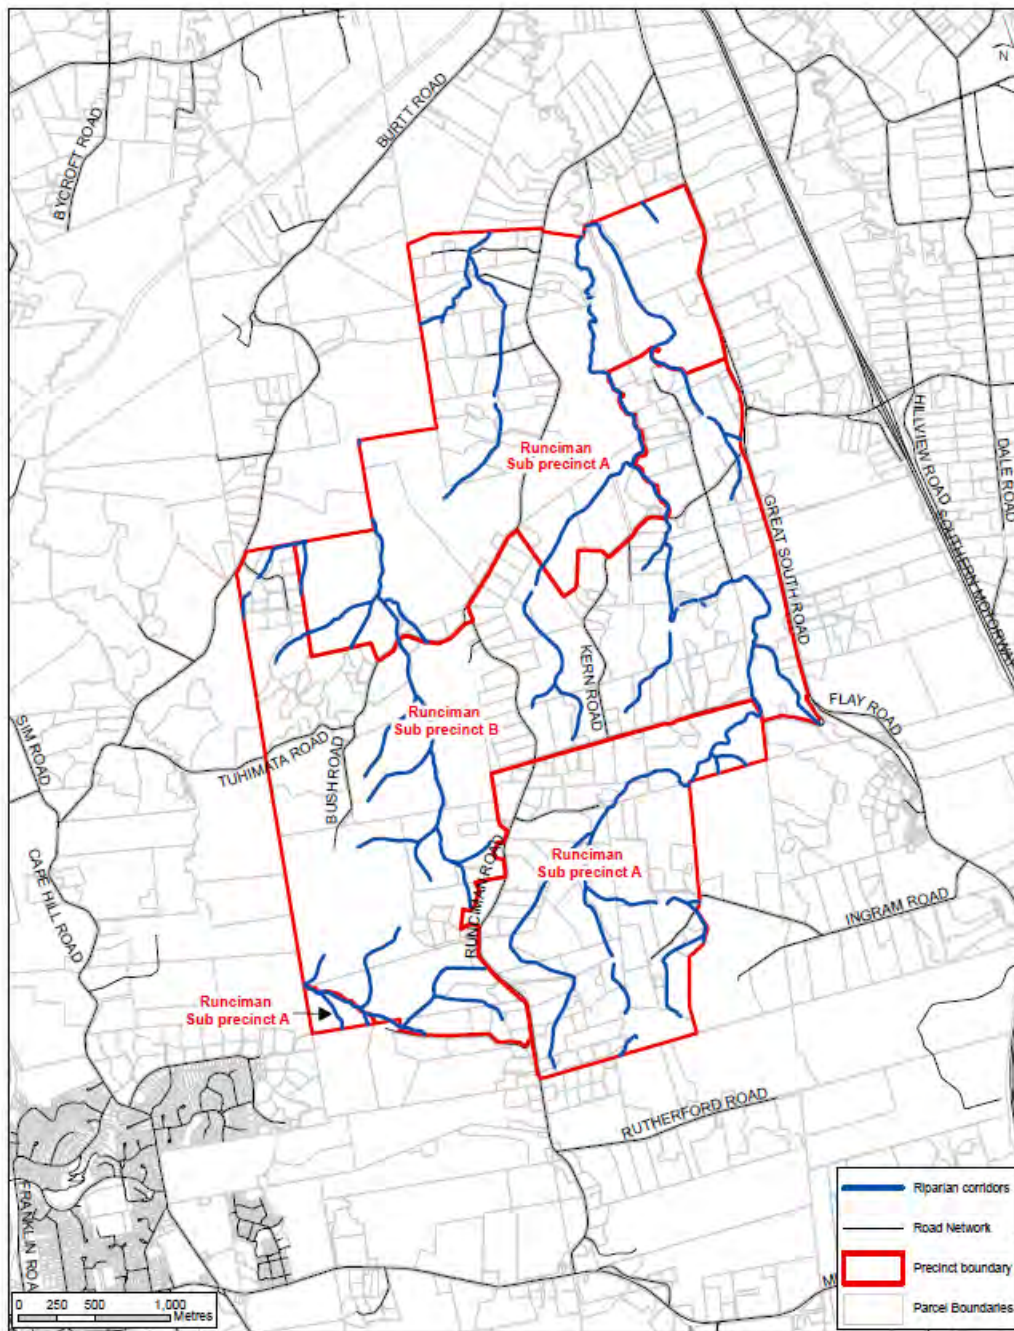 N
BURTT ROAD
BYCROFT ROAD
HILLVIEW ROAD
DALE ROAD
SOUTHERN MOTORWAY
Runciman
Sub precinct A
GREAT SOUTH ROAD
KERN ROAD
FLAY ROAD
Runciman
Sub precinct B
SIM ROAD
TUHIMATA ROAD
BUSH ROAD
RUNCIMAN ROAD
Runciman
Sub precinct A
CAPE HILL ROAD
INGRAM ROAD
Runciman
Sub precinct A
RUTHERFORD ROAD
Riparian corridors
Road Network
Precinct boundary
Parcel Boundaries
0 250 500 1,000
Metres